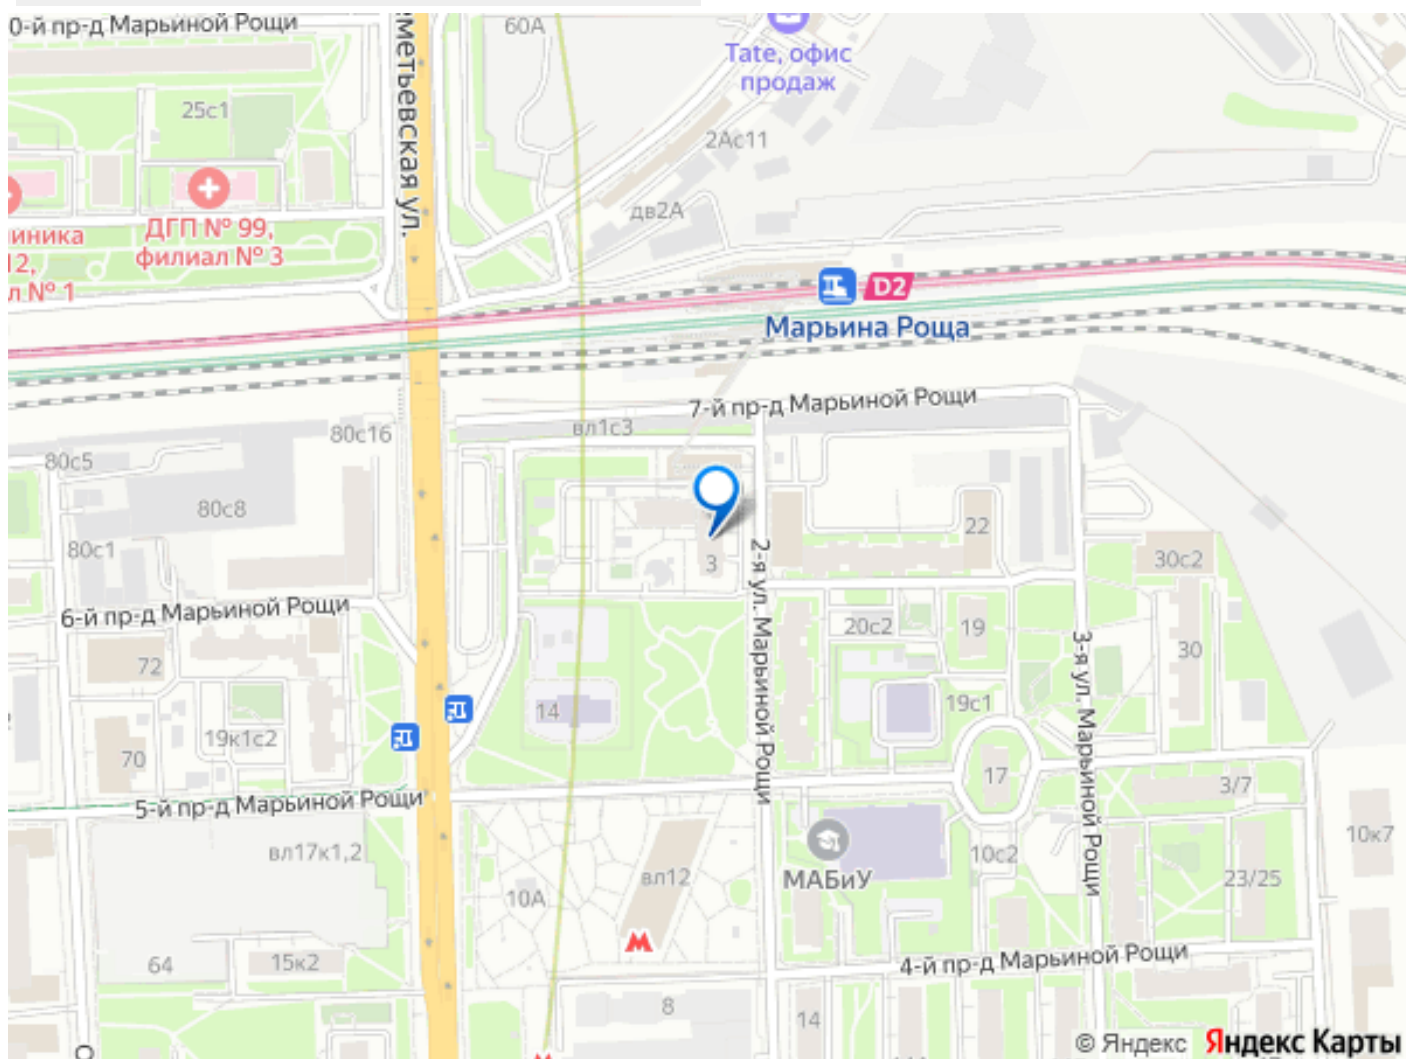 0-й пр-д Марьиной Рощи
метьевская ул.
60А
Tate, офис
продаж
25с1
2Ас11
ДГП № 99,
филиал № 3
иника
12,
л № 1
дв2А
D2
Марьина Роща
7-й пр-д Марьиной Рощи
вл1с3
80с16
80с5
80с8
80с1
3
22
30с2
2-я ул. Марьиной Рощи
6-й пр-д Марьиной Рощи
20с2
19
30
3-я ул. Марьиной Рощи
72
14
19с1
19к1с2
70
17
3/7
5-й пр-д Марьиной Рощи
10к7
вл17к1,2
10с2
МАБиУ
вл12
23/25
10А
64
15к2
4-й пр-д Марьиной Рощи
8
14
© Яндекс Яндекс Карты